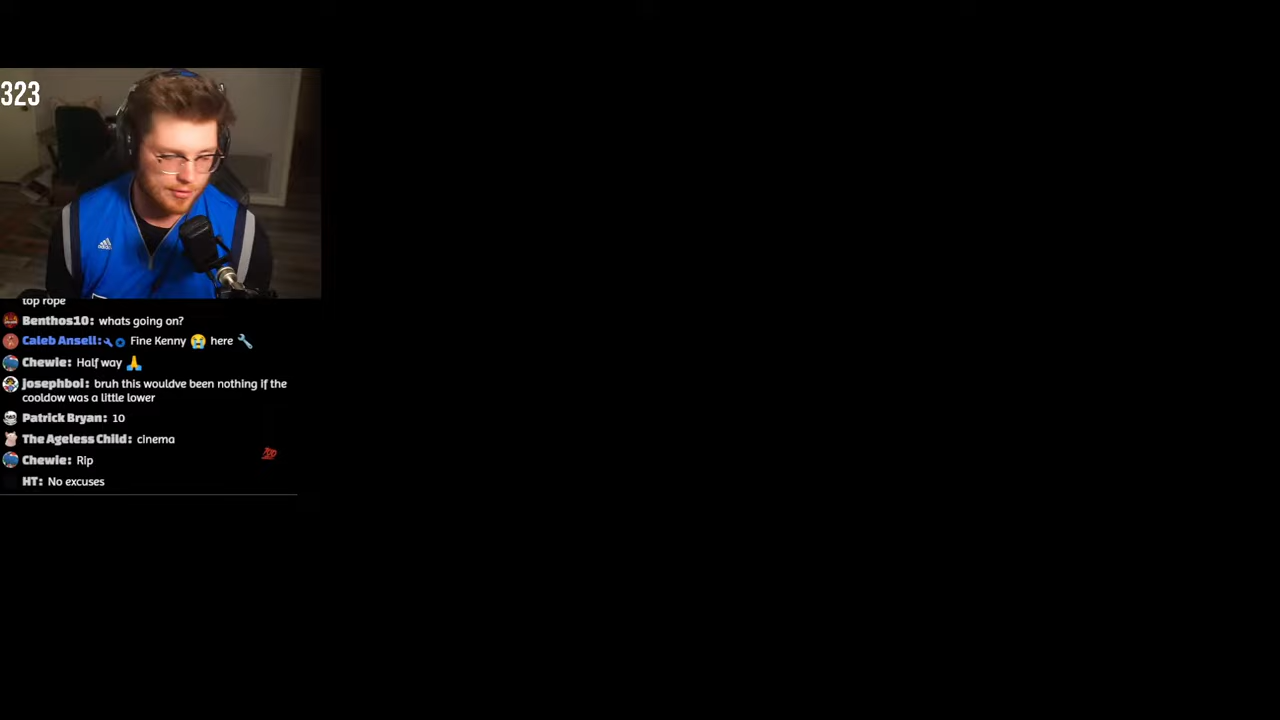 323
top rope
Benthos10: whats going on?
Caleb Ansell: Fine Kenny 😭 here 🔧
Chewie: Half way 🙏
josephboi: bruh this wouldve been nothing if the
cooldow was a little lower
Patrick Bryan: 10
The Ageless Child: cinema
💯
Chewie: Rip
HT: No excuses